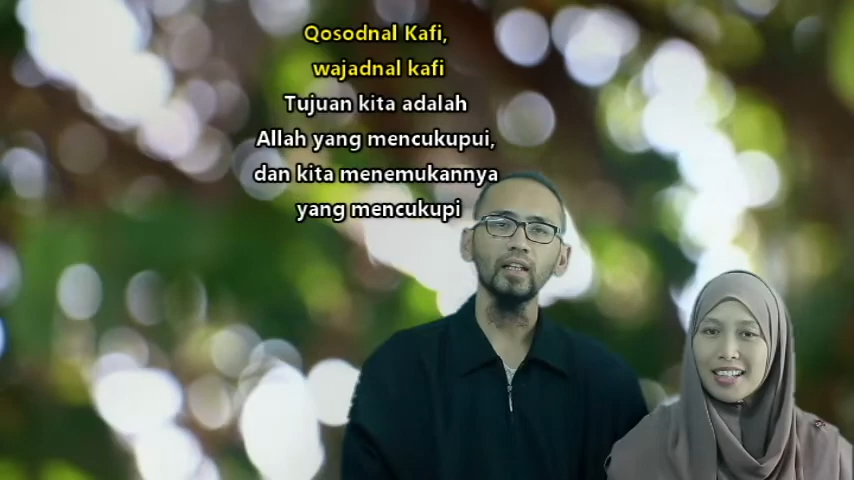 Qosodnal Kafi,
wajadnal kafi
Tujuan kita adalah
Allah yang mencukupui,
dan kita menemukannya
yang mencukupi